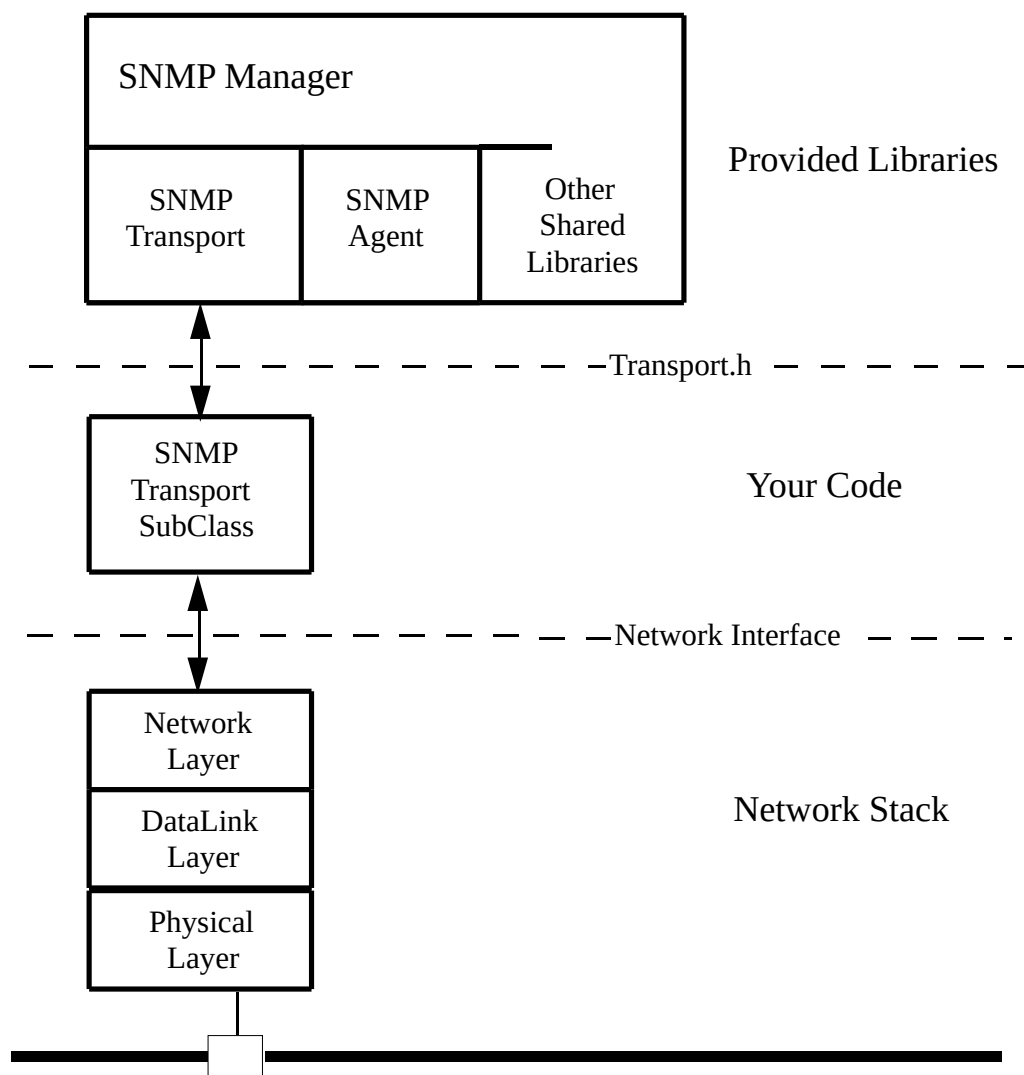 SNMP Manager
Provided Libraries
SNMP
Transport
SNMP
Agent
Other
Shared
Libraries
Transport.h
SNMP
Transport
SubClass
Your Code
Network Interface
Network
Layer
DataLink
Layer
Network Stack
Physical
Layer